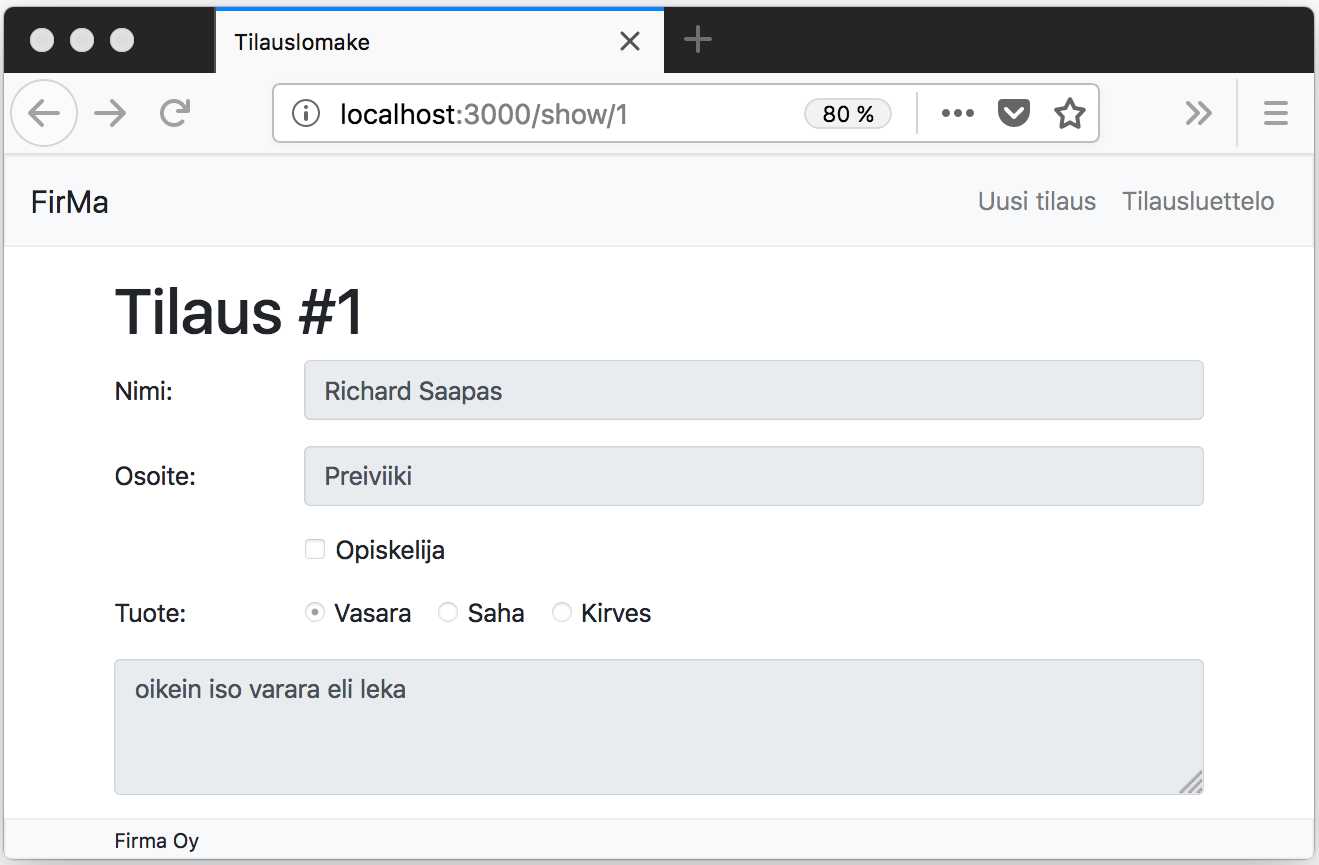 Tilauslomake
localhost:3000/show/1 80 %
FirMa Uusi tilaus Tilausluettelo
Tilaus #1
Nimi: Richard Saapas
Osoite: Preiviiki
Opiskelija
Tuote: Vasara Saha Kirves
oikein iso varara eli leka
Firma Oy